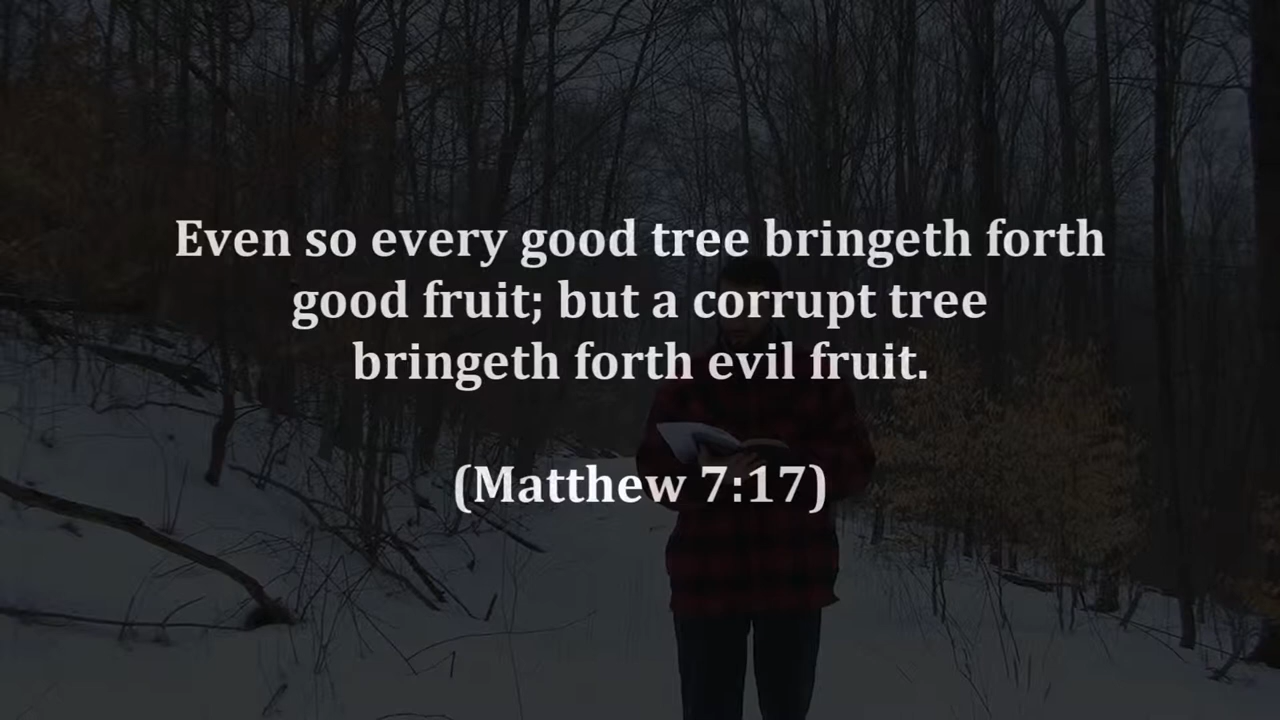 Even so every good tree bringeth forth
good fruit; but a corrupt tree
bringeth forth evil fruit.
(Matthew 7:17)